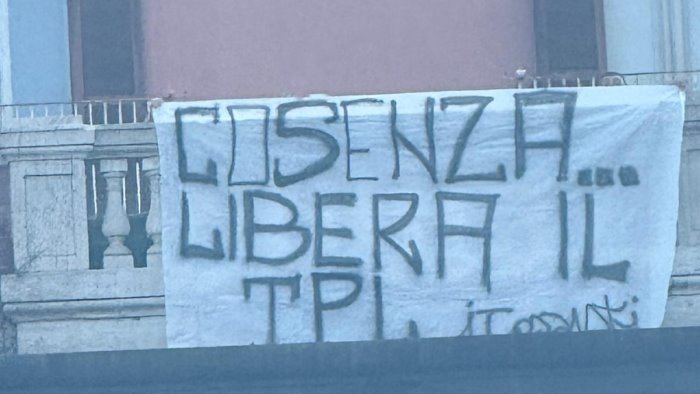 COSENZA...
LIBERA IL
TPL